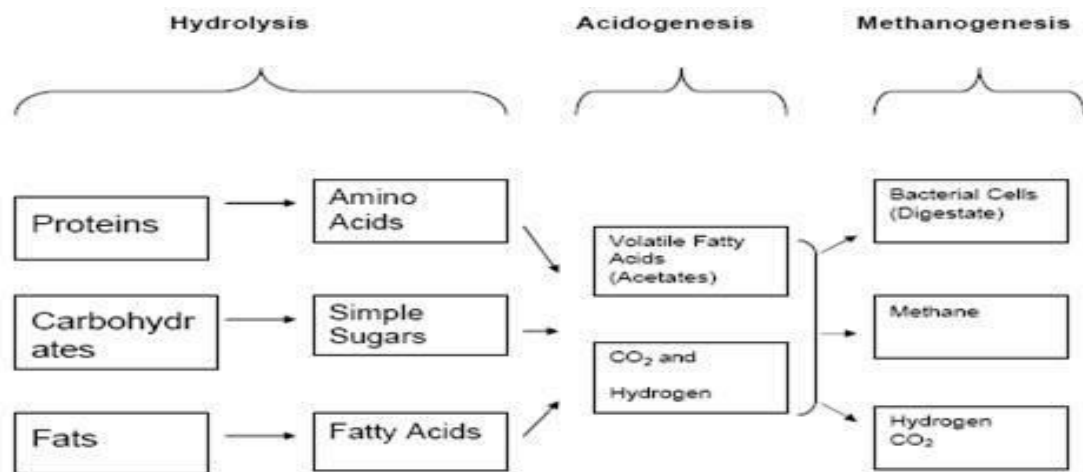 Hydrolysis
Acidogenesis
Methanogenesis
Proteins
Amino
Acids
Carbohydr
ates
Simple
Sugars
Fats
Fatty Acids
Volatile Fatty
Acids
(Acetates)
CO₂ and
Hydrogen
Bacterial Cells
(Digestate)
Methane
Hydrogen
CO₂